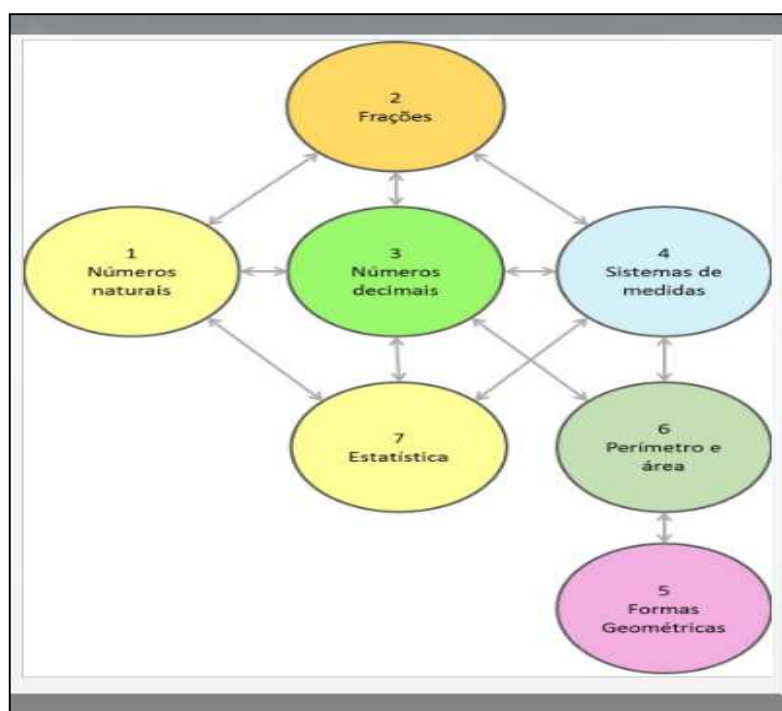 2
Frações
1
Números
naturais
3
Números
decimais
4
Sistemas de
medidas
7
Estatística
6
Perímetro e
área
5
Formas
Geométricas